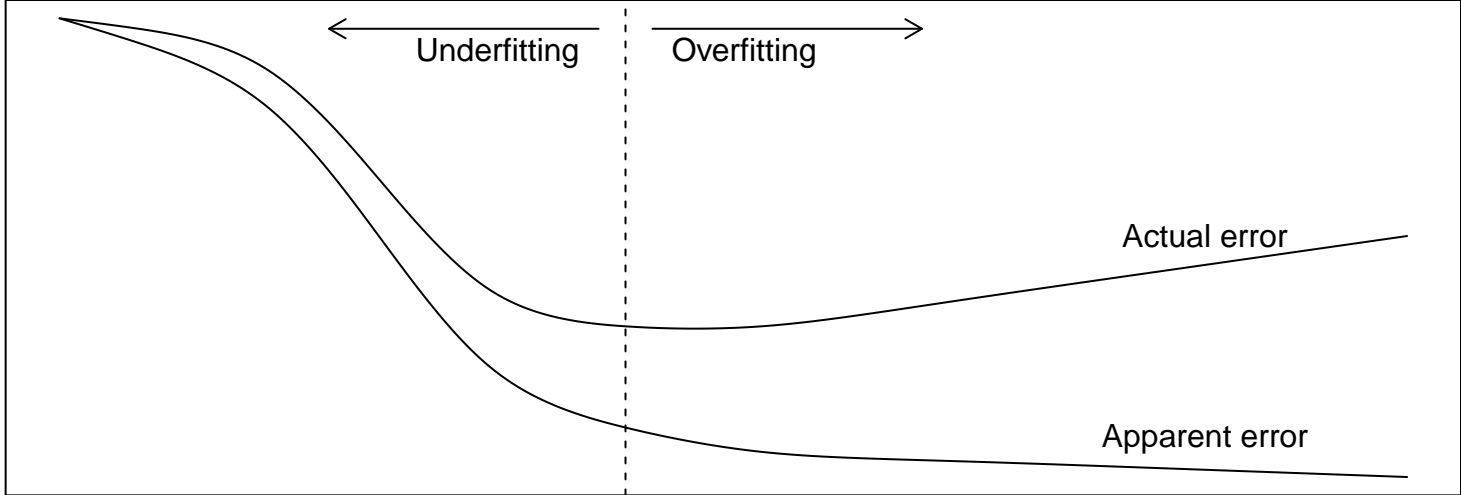 Underfitting
Overfitting
Actual error
Apparent error